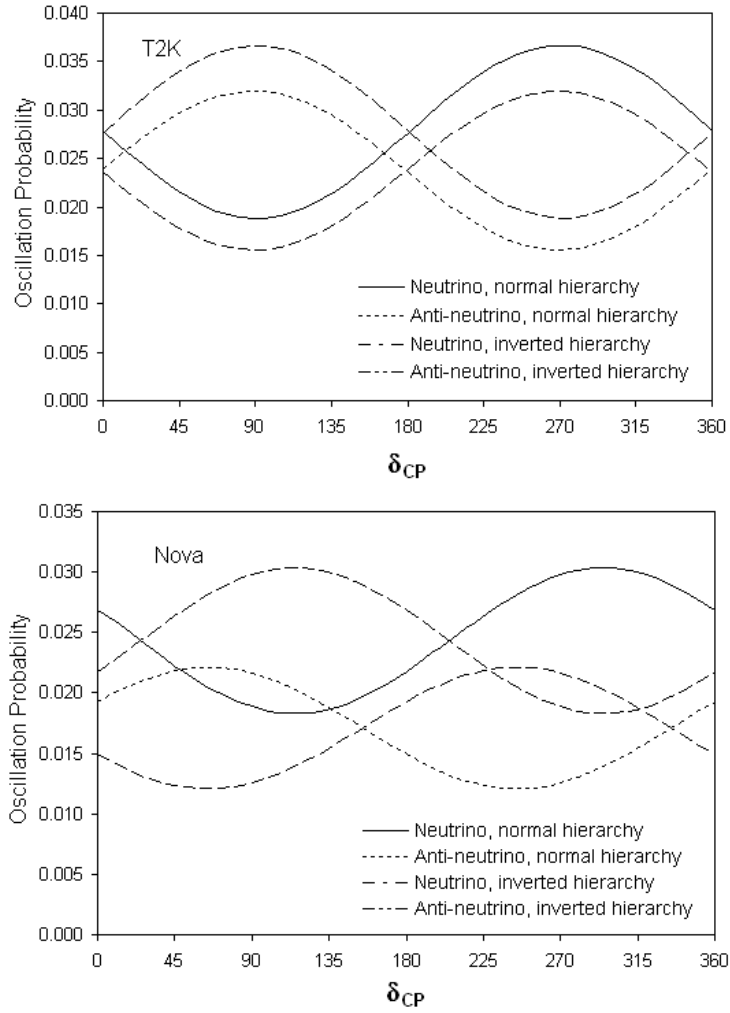 0.040
T2K
0.035
0.030
0.025
0.020
0.015
0.010
0.005
0.000
Oscillation Probability
Neutrino, normal hierarchy
Anti-neutrino, normal hierarchy
Neutrino, inverted hierarchy
Anti-neutrino, inverted hierarchy
0 45 90 135 180 225 270 315 360
δCP
0.035
Nova
0.030
0.025
0.020
0.015
0.010
0.005
0.000
Oscillation Probability
Neutrino, normal hierarchy
Anti-neutrino, normal hierarchy
Neutrino, inverted hierarchy
Anti-neutrino, inverted hierarchy
0 45 90 135 180 225 270 315 360
δCP